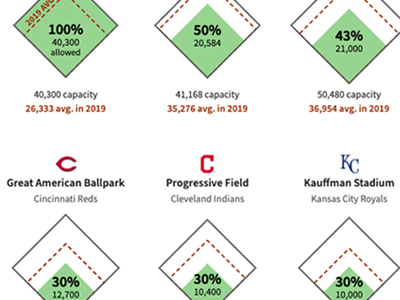 2019 AVG
100%
40,300
allowed
50%
20,584
43%
21,000
40,300 capacity
26,333 avg. in 2019
41,168 capacity
35,276 avg. in 2019
50,480 capacity
36,954 avg. in 2019
C
C
KC
Great American Ballpark
Cincinnati Reds
Progressive Field
Cleveland Indians
Kauffman Stadium
Kansas City Royals
30%
12,700
30%
10,400
30%
10,000